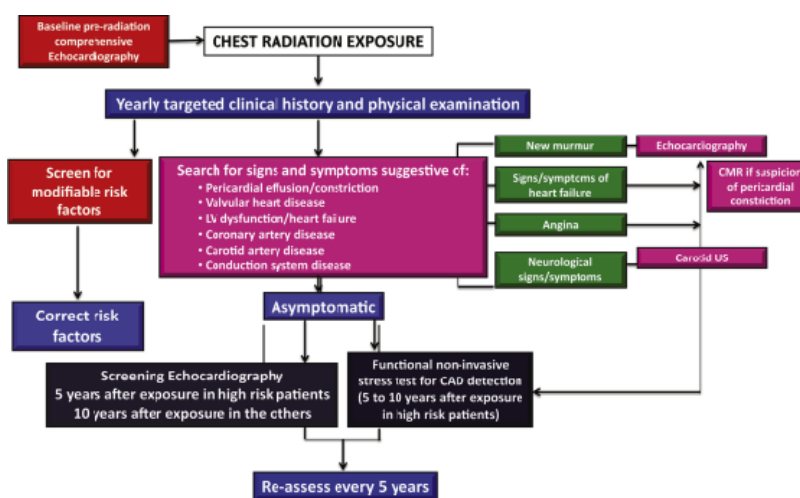 Baseline pre-radiation
comprehensive
Echocardiography
CHEST RADIATION EXPOSURE
Yearly targeted clinical history and physical examination
Screen for
modifiable risk
factors
Correct risk
factors
Search for signs and symptoms suggestive of:
• Pericardial effusion/constriction
• Valvular heart disease
• LV dysfunction/heart failure
• Coronary artery disease
• Carotid artery disease
• Conduction system disease
New murmur
Echocardiography
Signs/symptoms
of heart failure
CMR if suspicion
of pericardial
constriction
Angina
Neurological
signs/symptoms
Carotid US
Asymptomatic
Screening Echocardiography
5 years after exposure in high risk patients
10 years after exposure in the others
Functional non-invasive
stress test for CAD detection
(5 to 10 years after exposure
in high risk patients)
Re-assess every 5 years